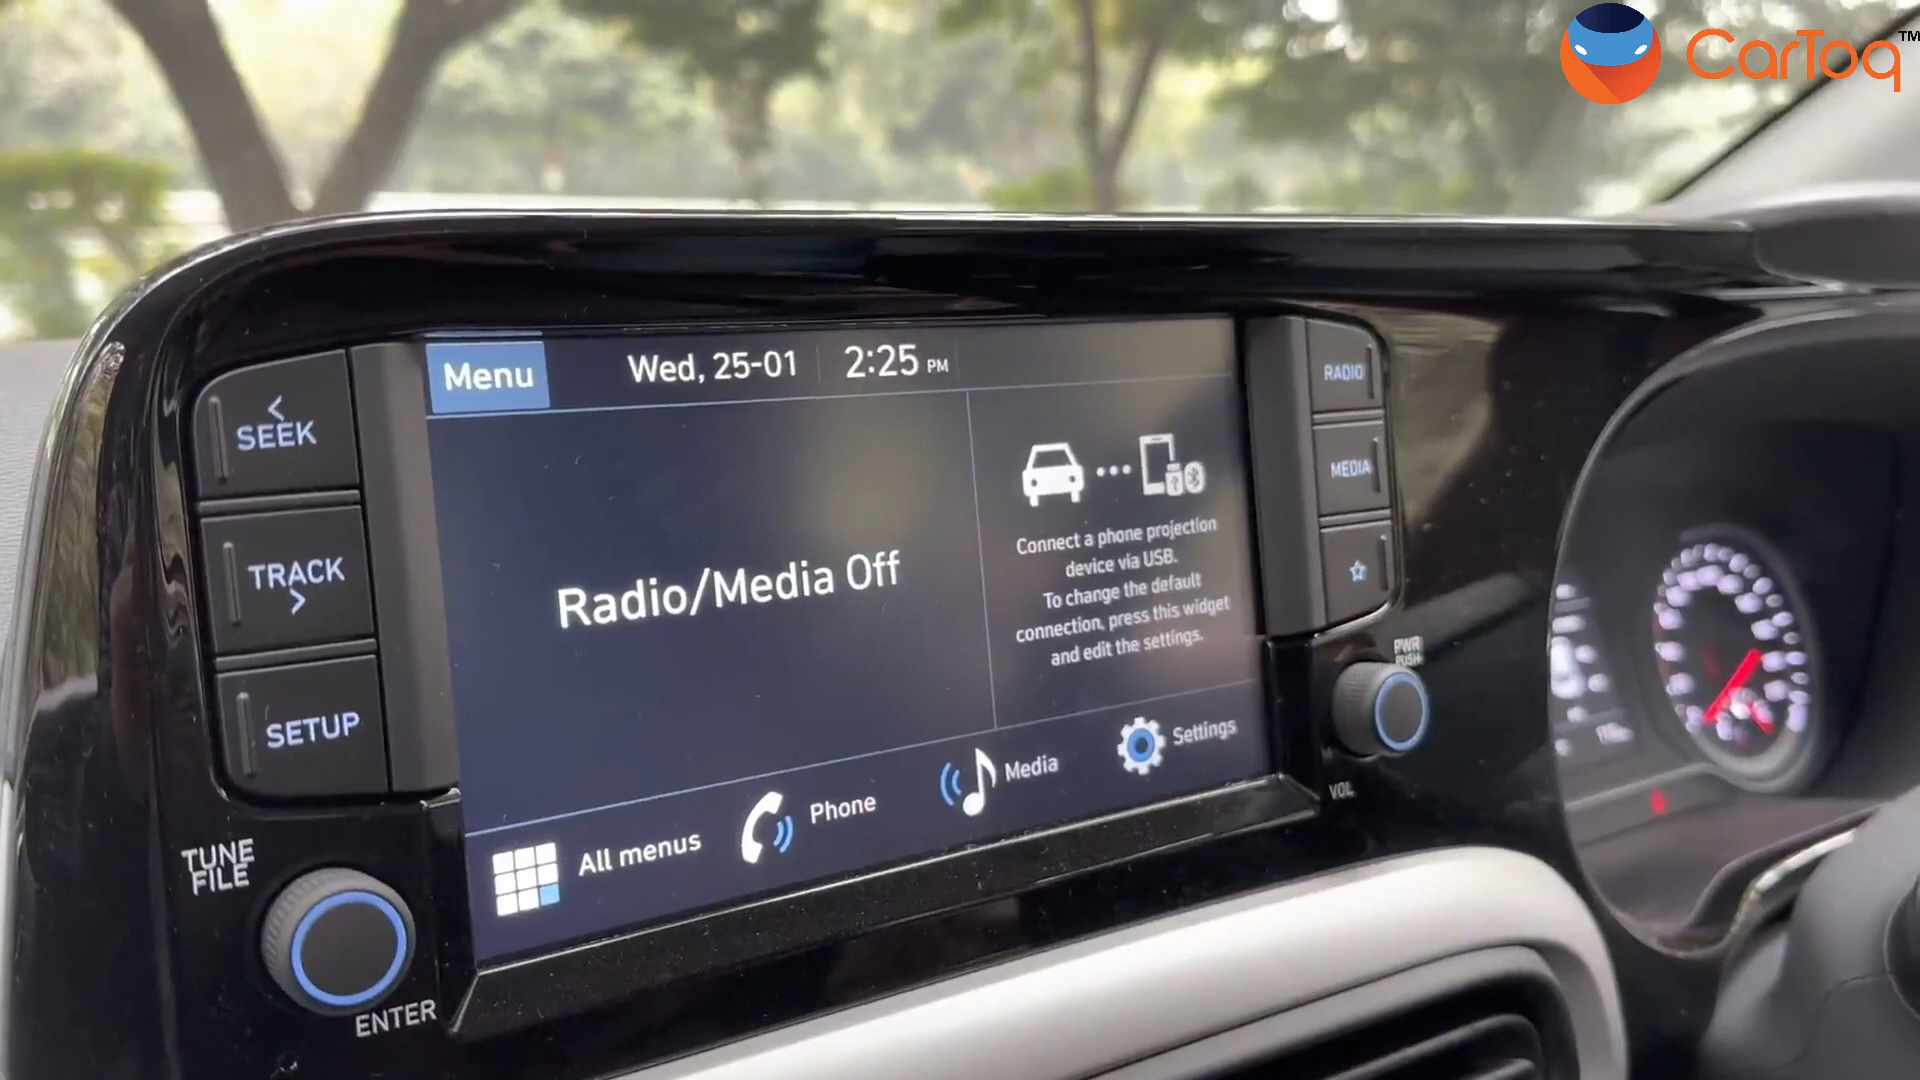 CarToq™
< SEEK
TRACK >
SETUP
TUNE
FILE
ENTER
Menu
Wed, 25-01
2:25 PM
Radio/Media Off
Connect a phone projection
device via USB.
To change the default
connection, press this widget
and edit the settings.
All menus
Phone
Media
Settings
RADIO
MEDIA
PWR
PUSH
VOL